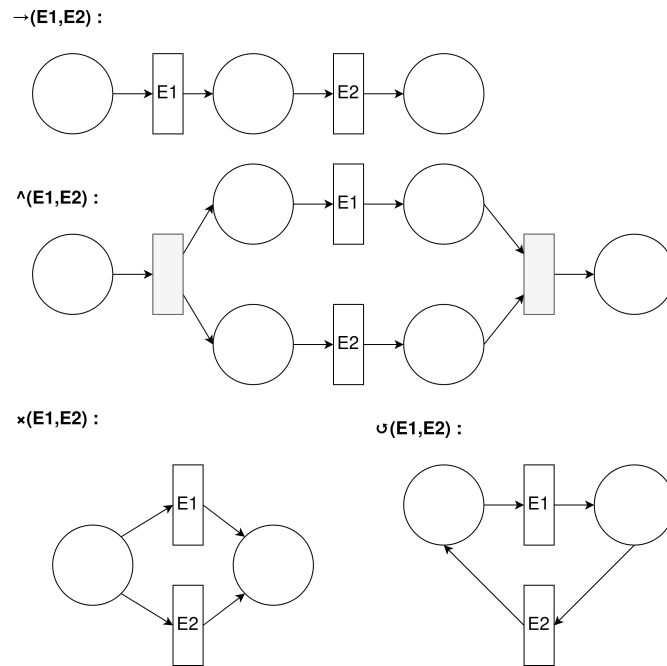 →(E1,E2) :
E1
E2
^(E1,E2) :
E1
E2
×(E1,E2) :
↺(E1,E2) :
E1
E1
E2
E2